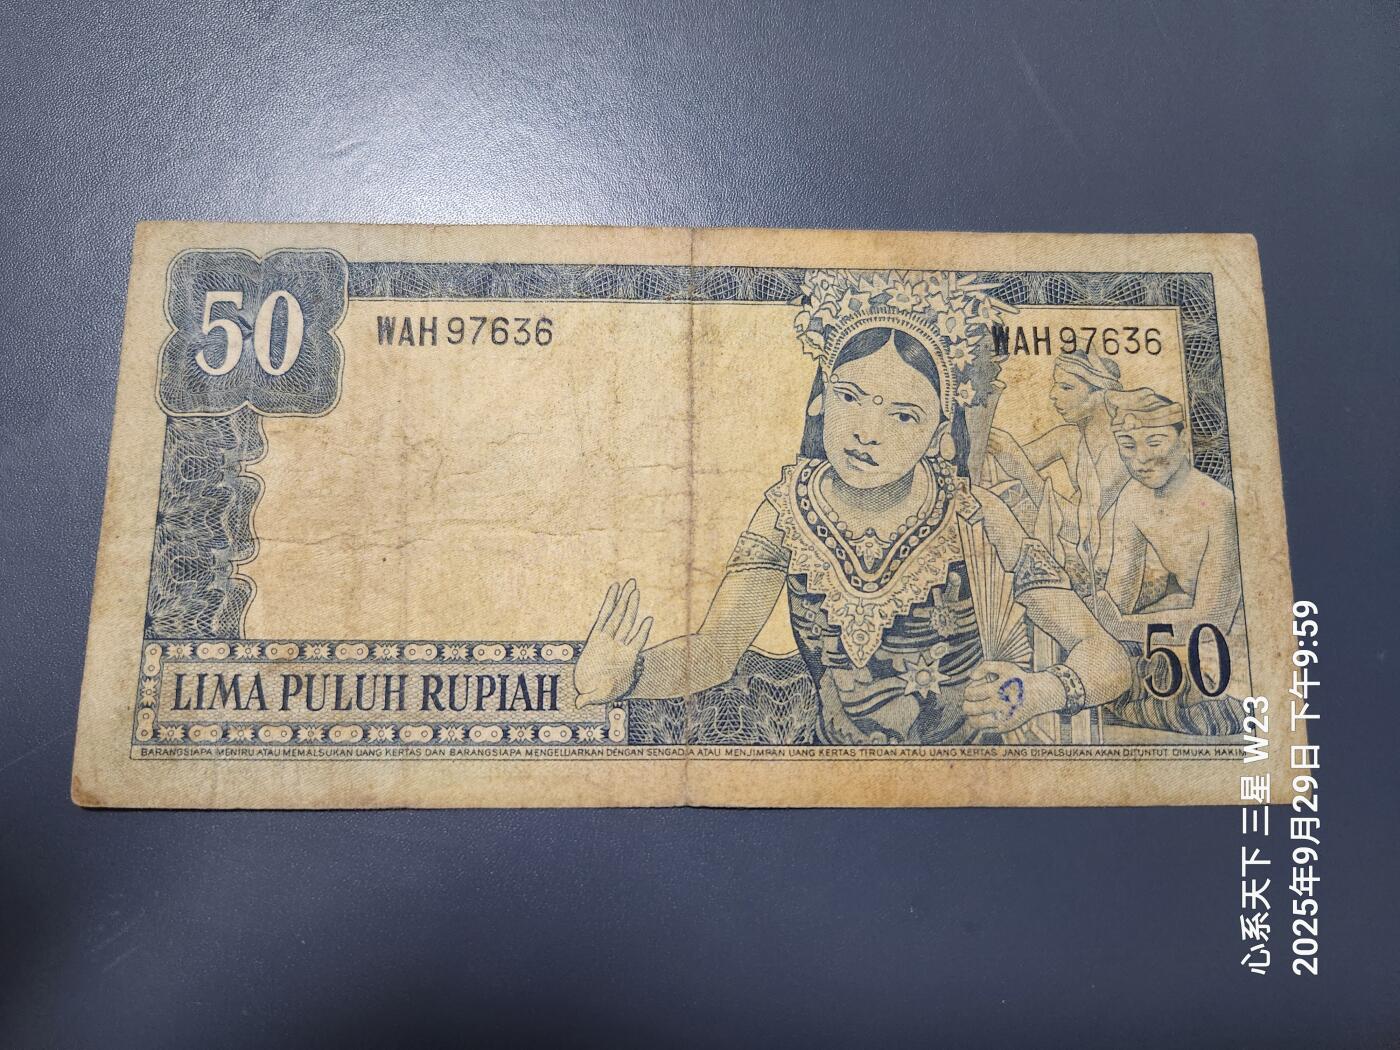 50
WAH 97636
WAH 97636
LIMA PULUH RUPIAH
50
BARANGSIAPA MENIRU ATAU MEMALSUKAN UANG KERTAS DAN BARANGSIAPA MENGELUARKAN DENGAN SENGADJA ATAU MENJIMPAN UANG KERTAS TIRUAN ATAU UANG KERTAS JANG DIPALSUKAN AKAN DITUNTUT DIMUKA HAKIM
心系天下 三星 W23
2025年9月29日 下午9:59